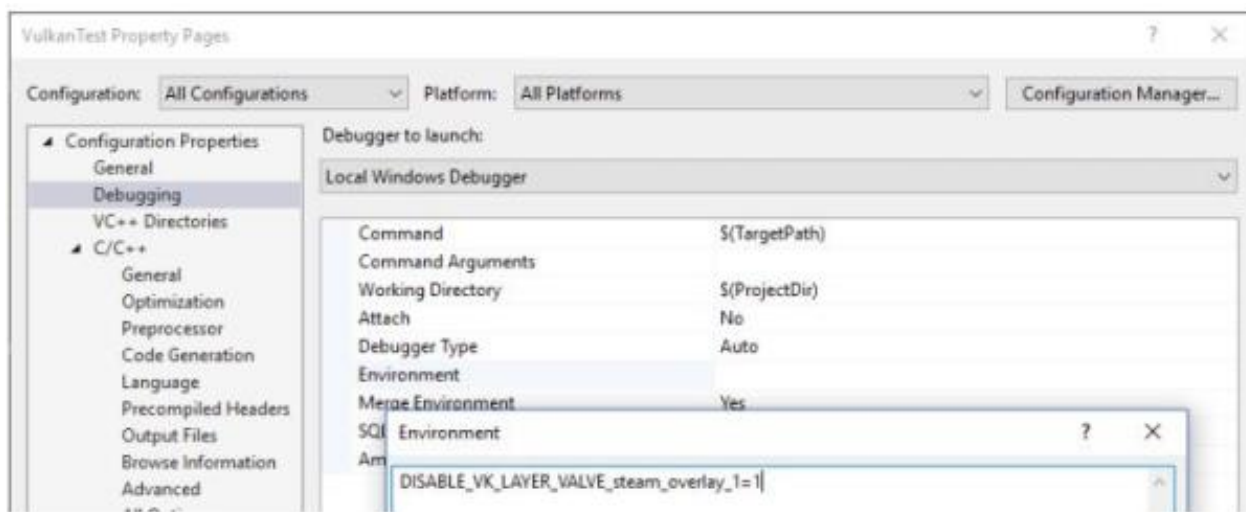 VulkanTest Property Pages ? ×
Configuration: All Configurations Platform: All Platforms Configuration Manager...
Configuration Properties
General
Debugging
VC++ Directories
C/C++
General
Optimization
Preprocessor
Code Generation
Language
Precompiled Headers
Output Files
Browse Information
Advanced
Debugger to launch:
Local Windows Debugger
Command $(TargetPath)
Command Arguments
Working Directory $(ProjectDir)
Attach No
Debugger Type Auto
Environment
Merge Environment Yes
SQL
Am
Environment ? ×
DISABLE_VK_LAYER_VALVE_steam_overlay_1=1